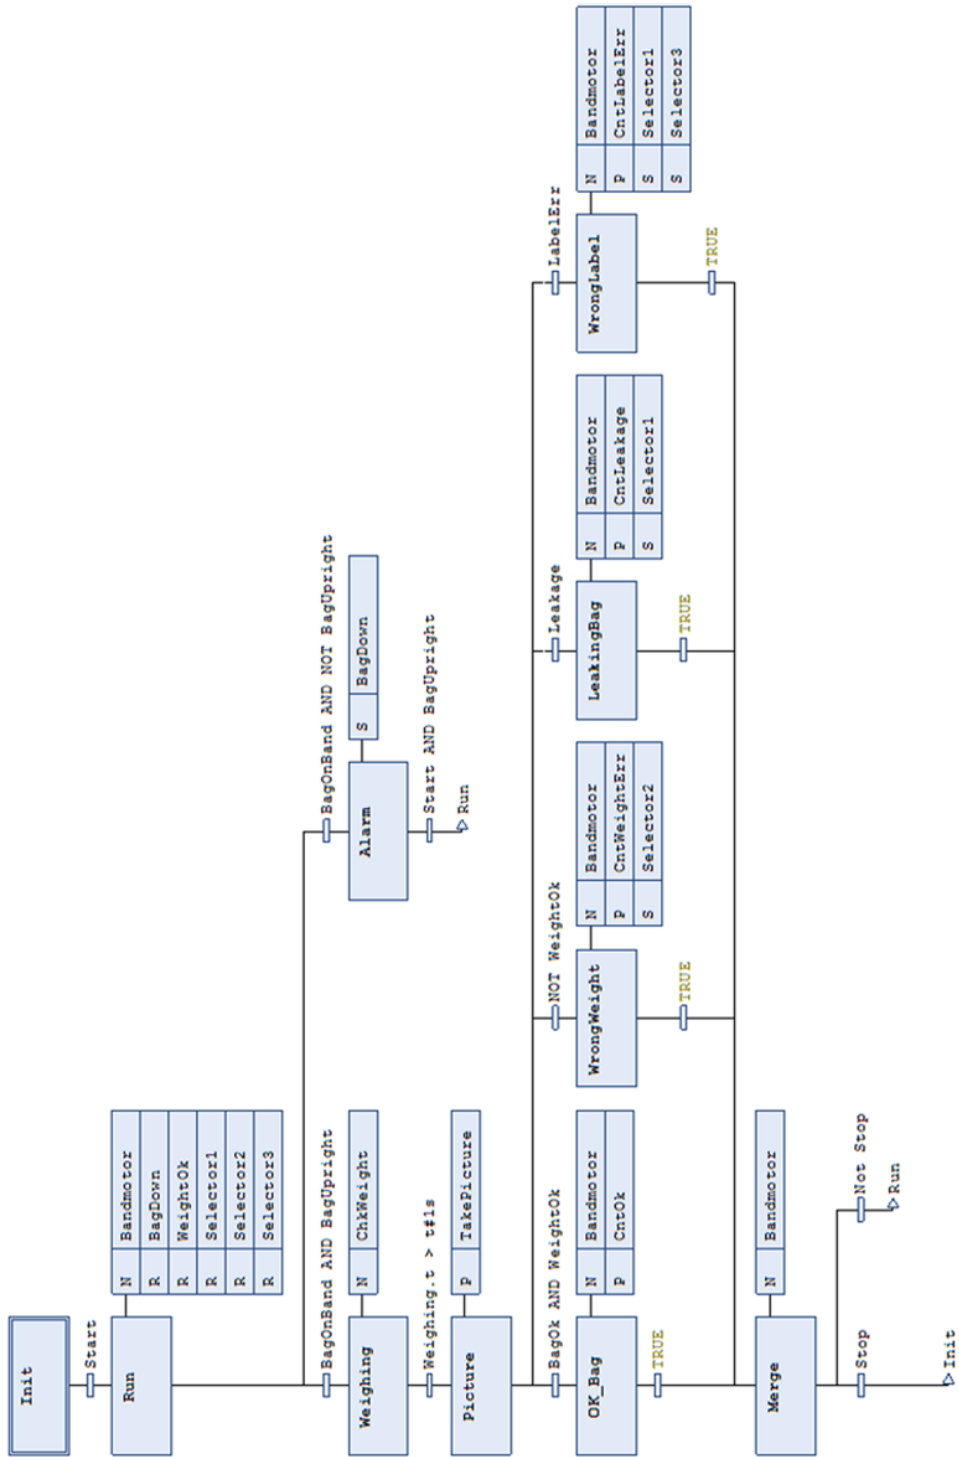 Init
Start
Run
N Bandmotor
R BagDown
R WeightOk
R Selector1
R Selector2
R Selector3
BagOnBand AND BagUpright
BagOnBand AND NOT BagUpright
Weighing
N ChkWeight
Alarm
S BagDown
Weighing.t > t#1s
Start AND BagUpright
Run
Picture
P TakePicture
BagOk AND WeightOk
NOT WeightOk
Leakage
LabelErr
OK_Bag
N Bandmotor
P CntOk
WrongWeight
N Bandmotor
P CntWeightErr
S Selector2
LeakingBag
N Bandmotor
P CntLeakage
S Selector1
WrongLabel
N Bandmotor
P CntLabelErr
S Selector1
S Selector3
TRUE
TRUE
TRUE
TRUE
Merge
N Bandmotor
Stop
Not Stop
Init
Run